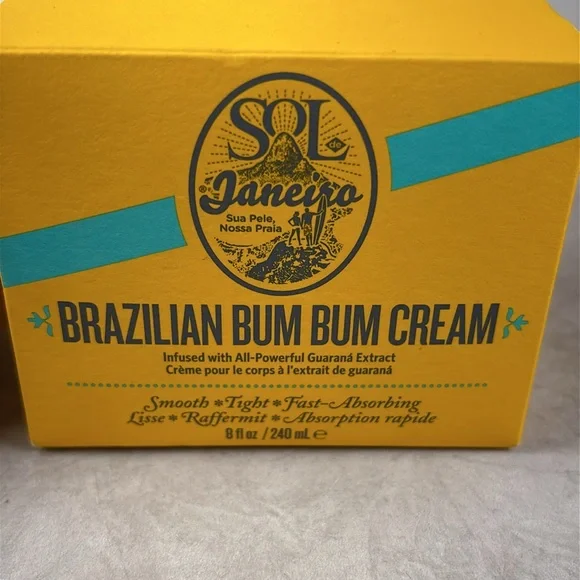 SOL
de
Janeiro
®
Sua Pele,
Nossa Praia
BRAZILIAN BUM BUM CREAM
Infused with All-Powerful Guaraná Extract
Crème pour le corps à l'extrait de guaraná
Smooth * Tight * Fast-Absorbing
Lisse * Raffermit * Absorption rapide
8 fl oz / 240 mL ℮